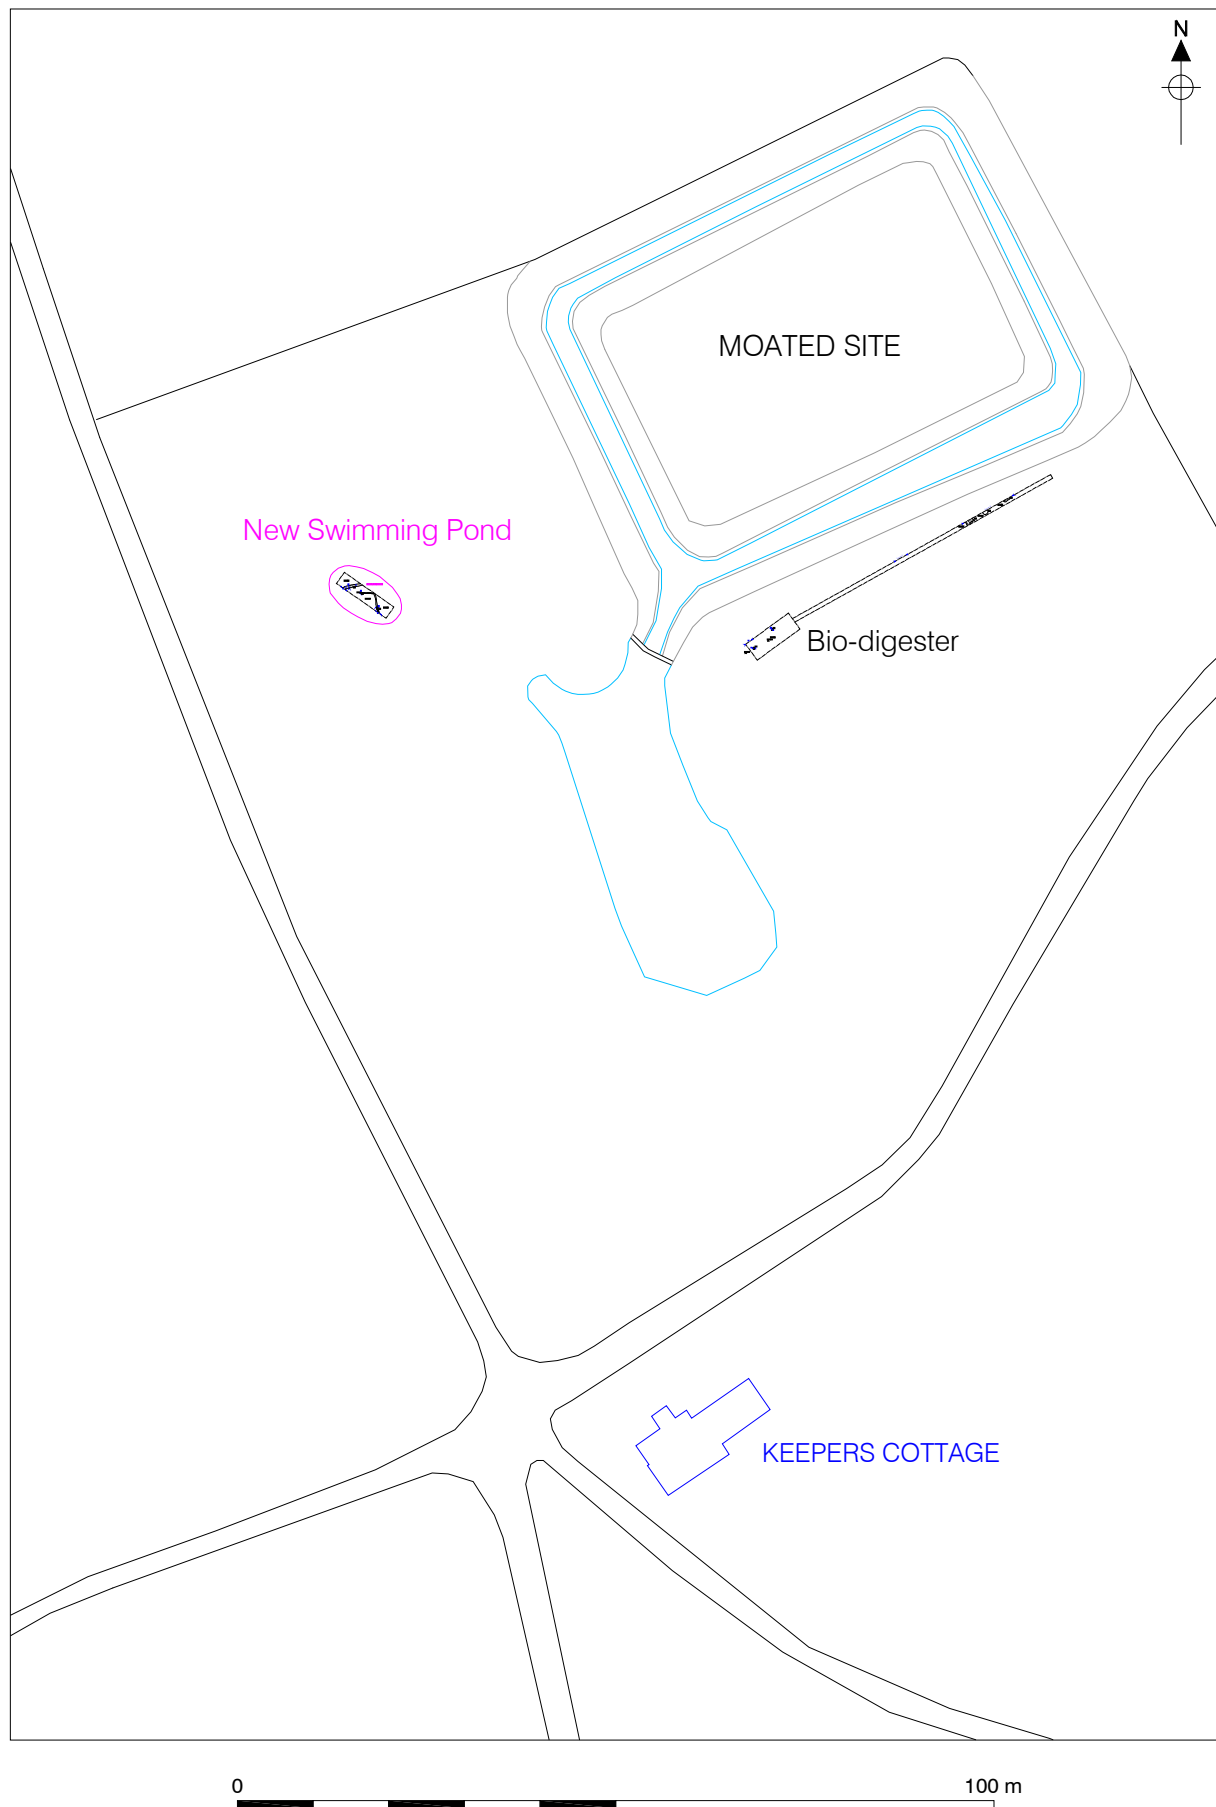 N
MOATED SITE
New Swimming Pond
Bio-digester
KEEPERS COTTAGE
0 100 m